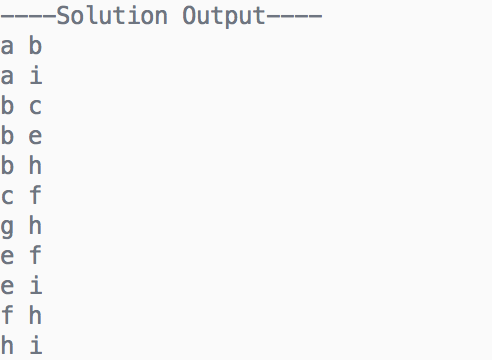 ----Solution Output----
a b
a i
b c
b e
b h
c f
g h
e f
e i
f h
h i